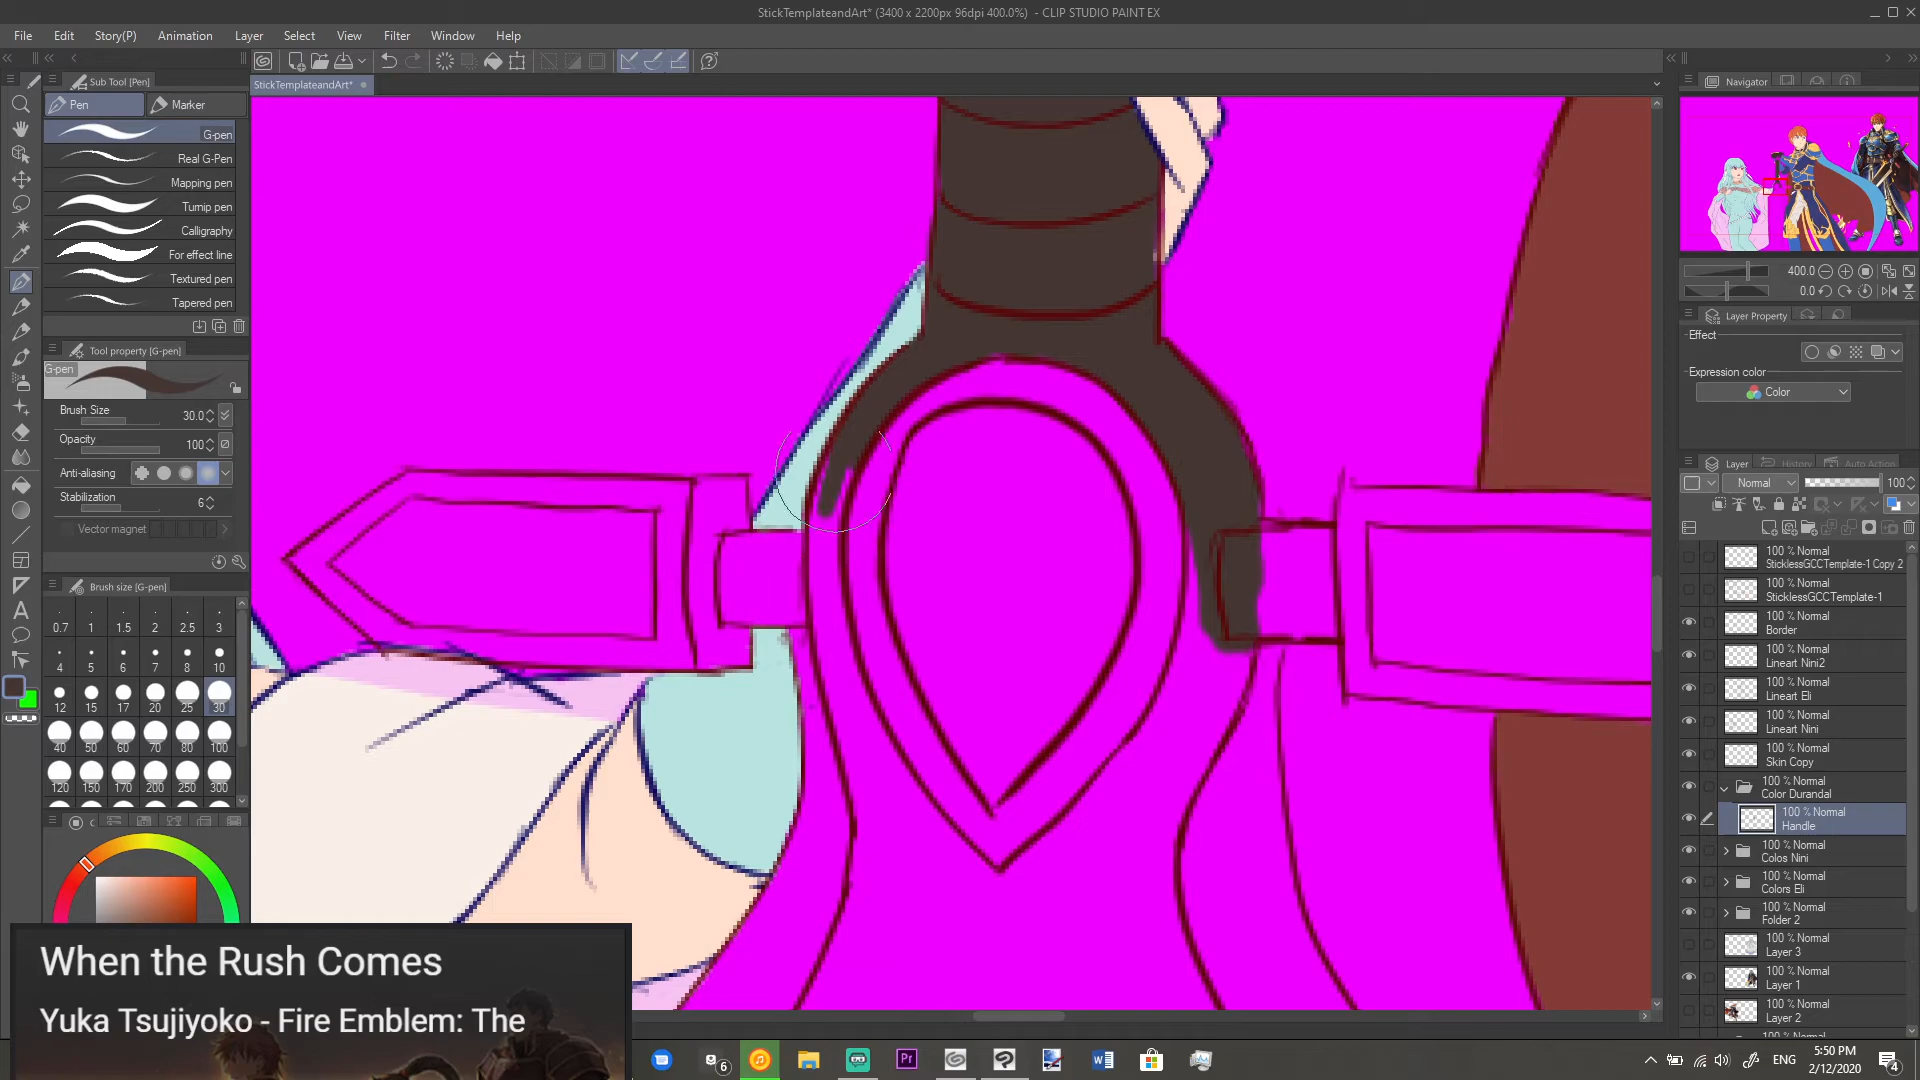 StickTemplateandArt* (3400 x 2200px 96dpi 400.0%) - CLIP STUDIO PAINT EX
File Edit Story(P) Animation Layer Select View Filter Window Help
Sub Tool [Pen]
StickTemplateandArt*
Pen Marker
G-pen
Real G-Pen
Mapping pen
Turnip pen
Calligraphy
For effect line
Textured pen
Tapered pen
Tool property [G-pen]
G-pen
Brush Size 30.0
Opacity 100
Anti-aliasing
Stabilization 6
Vector magnet
Brush size [G-pen]
0.7 1 1.5 2 2.5 3
4 5 6 7 8 10
12 15 17 20 25 30
40 50 60 70 80 100
120 150 170 200 250 300
When the Rush Comes
Yuka Tsujiyoko - Fire Emblem: The
Navigator
400.0
0.0
Layer Property
Effect
Expression color
Color
Layer History Auto Action
Normal 100
100 % Normal
SticklessGCCTemplate-1 Copy 2
100 % Normal
SticklessGCCTemplate-1
100 % Normal
Border
100 % Normal
Lineart Nini2
100 % Normal
Lineart Eli
100 % Normal
Lineart Nini
100 % Normal
Skin Copy
100 % Normal
Color Durandal
100 % Normal
Handle
100 % Normal
Colos Nini
100 % Normal
Colors Eli
100 % Normal
Folder 2
100 % Normal
Layer 3
100 % Normal
Layer 1
100 % Normal
Layer 2
6
Pr
ENG
5:50 PM
2/12/2020
4